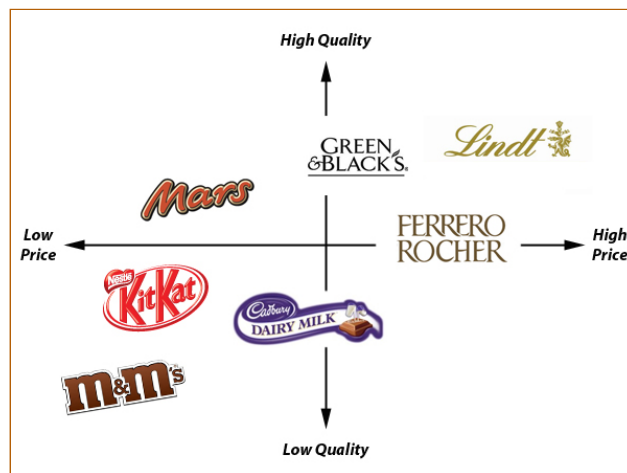 High Quality
GREEN
&BLACK'S
Lindt
Mars
Low
Price
FERRERO
ROCHER
High
Price
Nestlé
KitKat
Cadbury
DAIRY MILK
m&m's
Low Quality